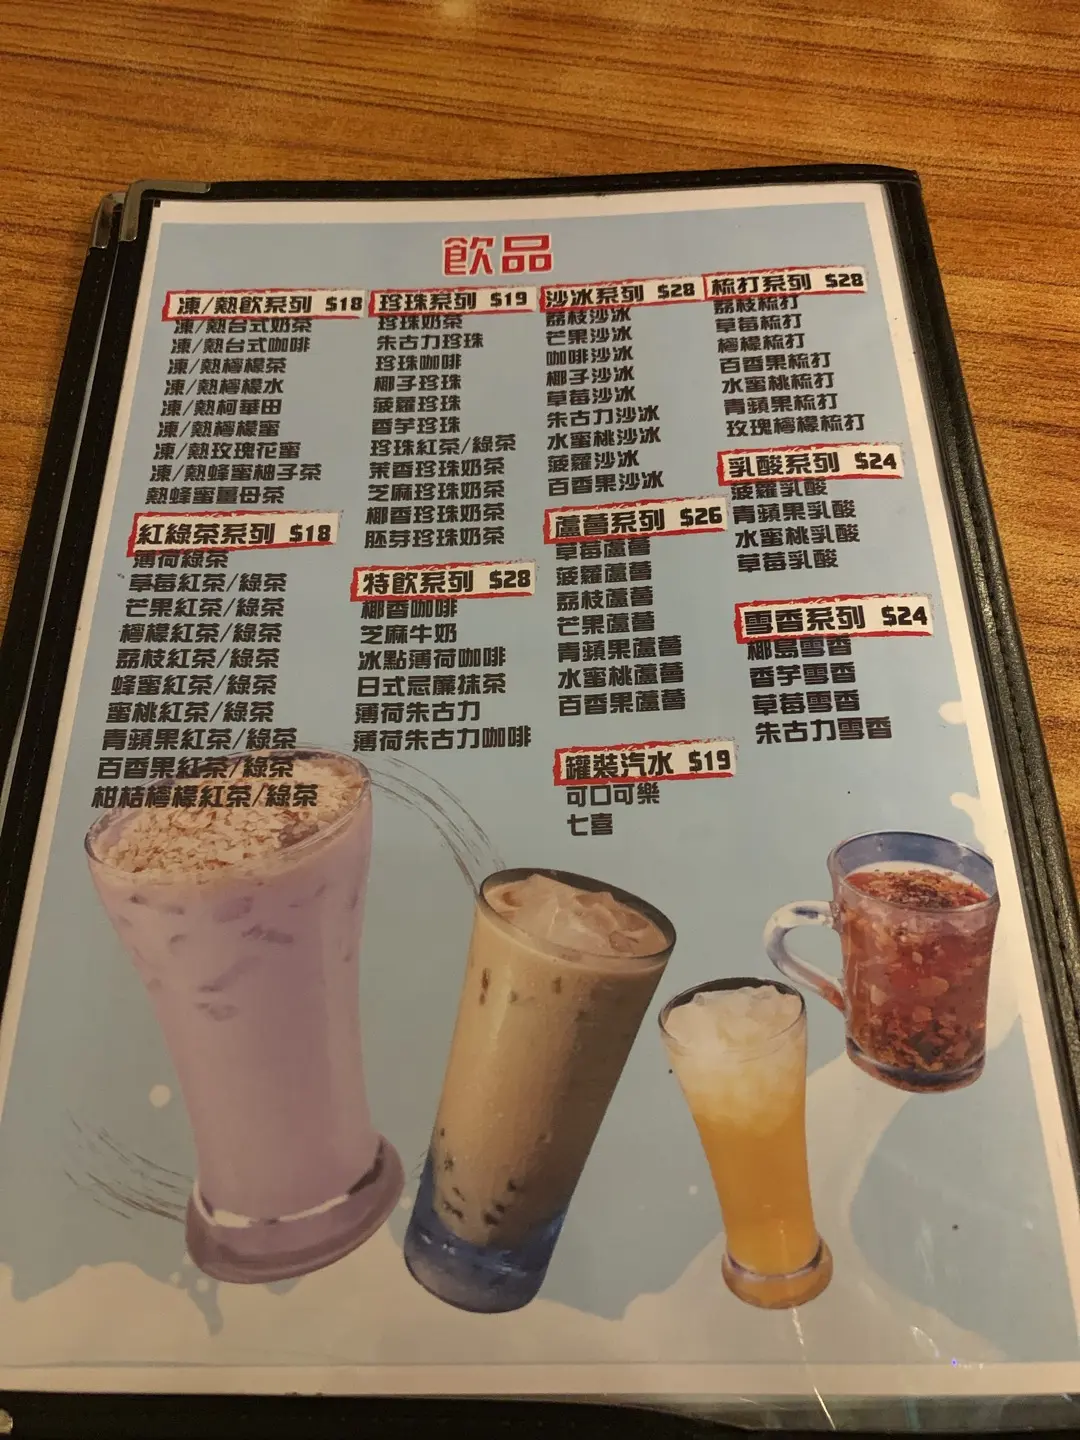 飲品
凍/熱飲系列 $18
凍/熱台式奶茶
凍/熱台式咖啡
凍/熱檸檬茶
凍/熱檸檬水
凍/熱柯華田
凍/熱檸檬蜜
凍/熱玫瑰花蜜
凍/熱蜂蜜柚子茶
熱蜂蜜薑母茶
紅綠茶系列 $18
薄荷綠茶
草莓紅茶/綠茶
芒果紅茶/綠茶
檸檬紅茶/綠茶
荔枝紅茶/綠茶
蜂蜜紅茶/綠茶
蜜桃紅茶/綠茶
青蘋果紅茶/綠茶
百香果紅茶/綠茶
柑桔檸檬紅茶/綠茶
珍珠系列 $19
珍珠奶茶
朱古力珍珠
珍珠咖啡
椰子珍珠
菠蘿珍珠
香芋珍珠
珍珠紅茶/綠茶
茉香珍珠奶茶
芝麻珍珠奶茶
椰香珍珠奶茶
胚芽珍珠奶茶
特飲系列 $28
椰香咖啡
芝麻牛奶
冰點薄荷咖啡
日式忌廉抹茶
薄荷朱古力
薄荷朱古力咖啡
沙冰系列 $28
荔枝沙冰
芒果沙冰
咖啡沙冰
椰子沙冰
草莓沙冰
朱古力沙冰
水蜜桃沙冰
菠蘿沙冰
百香果沙冰
蘆薈系列 $26
草莓蘆薈
菠蘿蘆薈
荔枝蘆薈
芒果蘆薈
青蘋果蘆薈
水蜜桃蘆薈
百香果蘆薈
罐裝汽水 $19
可口可樂
七喜
梳打系列 $28
荔枝梳打
草莓梳打
檸檬梳打
百香果梳打
水蜜桃梳打
青蘋果梳打
玫瑰檸檬梳打
乳酸系列 $24
菠蘿乳酸
青蘋果乳酸
水蜜桃乳酸
草莓乳酸
雪香系列 $24
椰島雪香
香芋雪香
草莓雪香
朱古力雪香